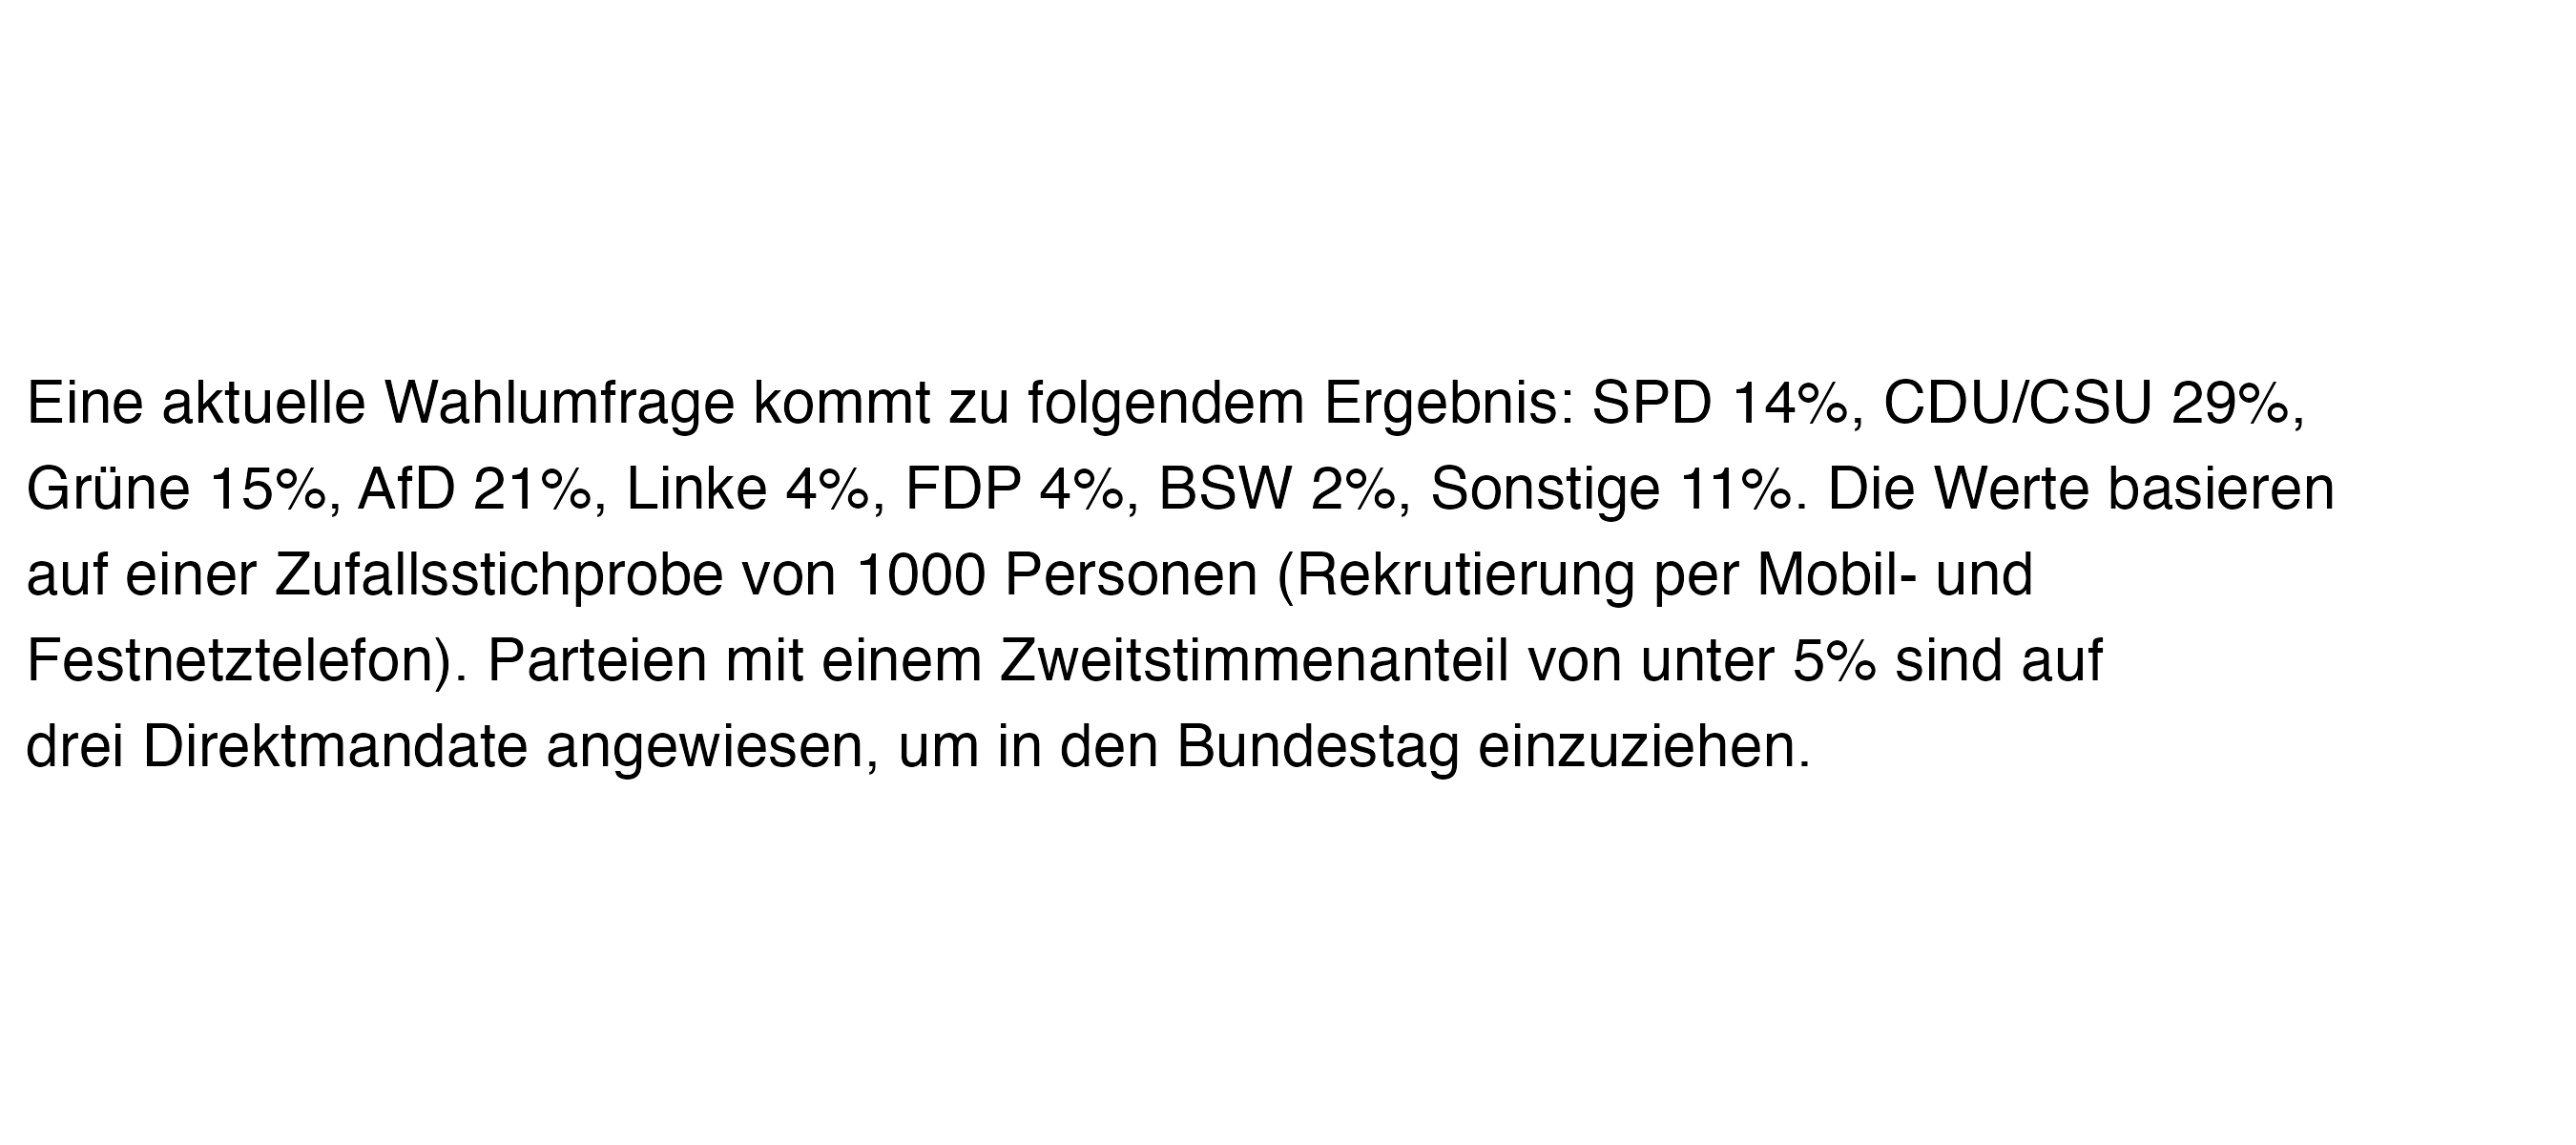 Eine aktuelle Wahlumfrage kommt zu folgendem Ergebnis: SPD 14%, CDU/CSU 29%,
Grüne 15%, AfD 21%, Linke 4%, FDP 4%, BSW 2%, Sonstige 11%. Die Werte basieren
auf einer Zufallsstichprobe von 1000 Personen (Rekrutierung per Mobil- und
Festnetztelefon). Parteien mit einem Zweitstimmenanteil von unter 5% sind auf
drei Direktmandate angewiesen, um in den Bundestag einzuziehen.